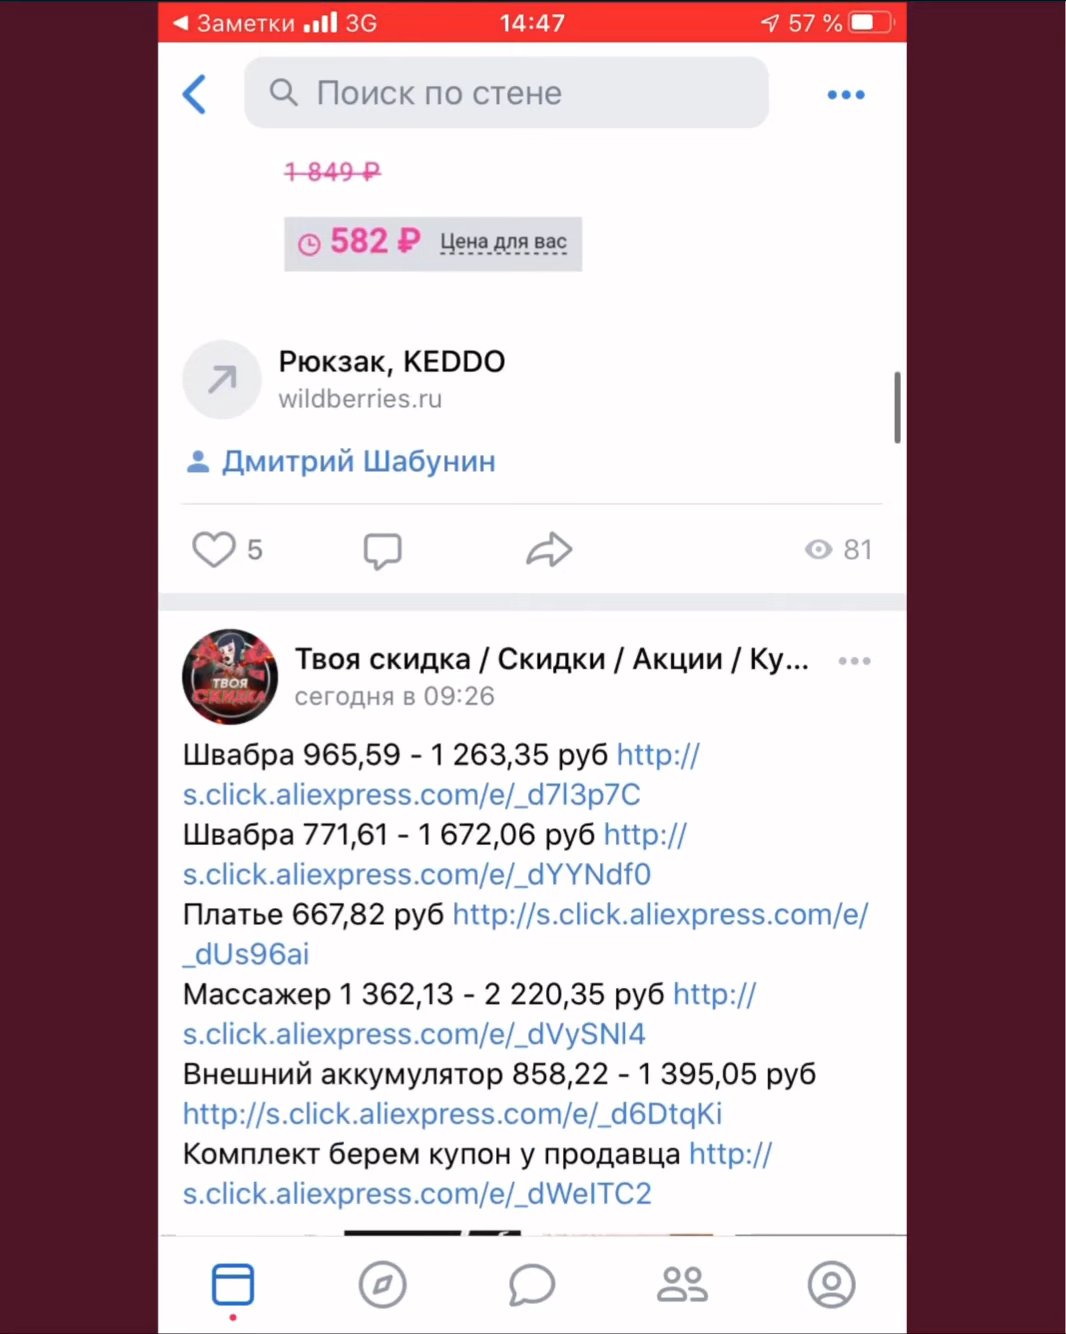 ◀ Заметки 3G 14:47 57 %
Поиск по стене
1 849 ₽
582 ₽ Цена для вас
Рюкзак, KEDDO
wildberries.ru
Дмитрий Шабунин
5 81
Твоя скидка / Скидки / Акции / Ку...
сегодня в 09:26
ТВОЯ
СКИДКА
Швабра 965,59 - 1 263,35 руб http://
s.click.aliexpress.com/e/_d7l3p7C
Швабра 771,61 - 1 672,06 руб http://
s.click.aliexpress.com/e/_dYYNdf0
Платье 667,82 руб http://s.click.aliexpress.com/e/
_dUs96ai
Массажер 1 362,13 - 2 220,35 руб http://
s.click.aliexpress.com/e/_dVySNl4
Внешний аккумулятор 858,22 - 1 395,05 руб
http://s.click.aliexpress.com/e/_d6DtqKi
Комплект берем купон у продавца http://
s.click.aliexpress.com/e/_dWeITC2